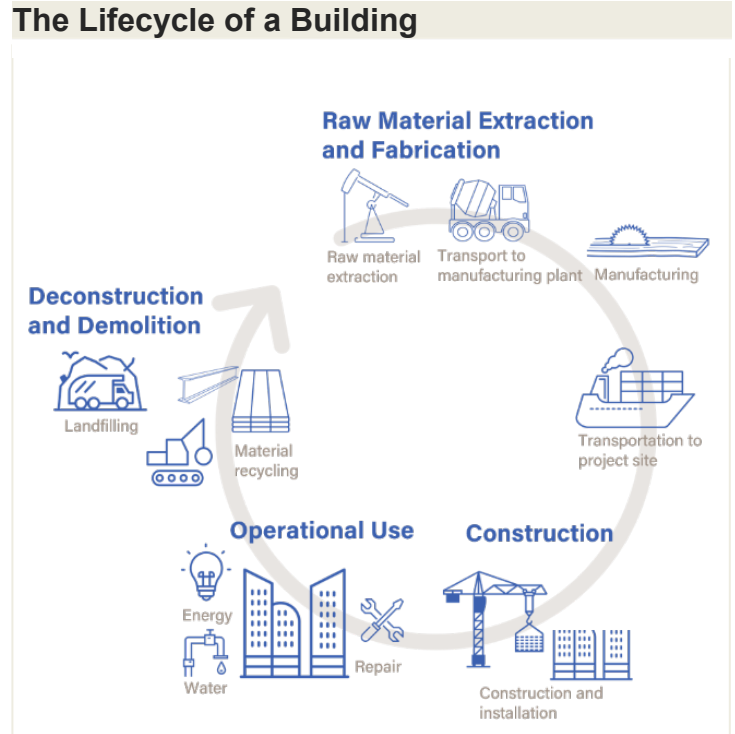 The Lifecycle of a Building
Raw Material Extraction
and Fabrication
Raw material
extraction
Transport to
manufacturing plant
Manufacturing
Transportation to
project site
Construction
Construction and
installation
Operational Use
Energy
Water
Repair
Deconstruction
and Demolition
Landfilling
Material
recycling